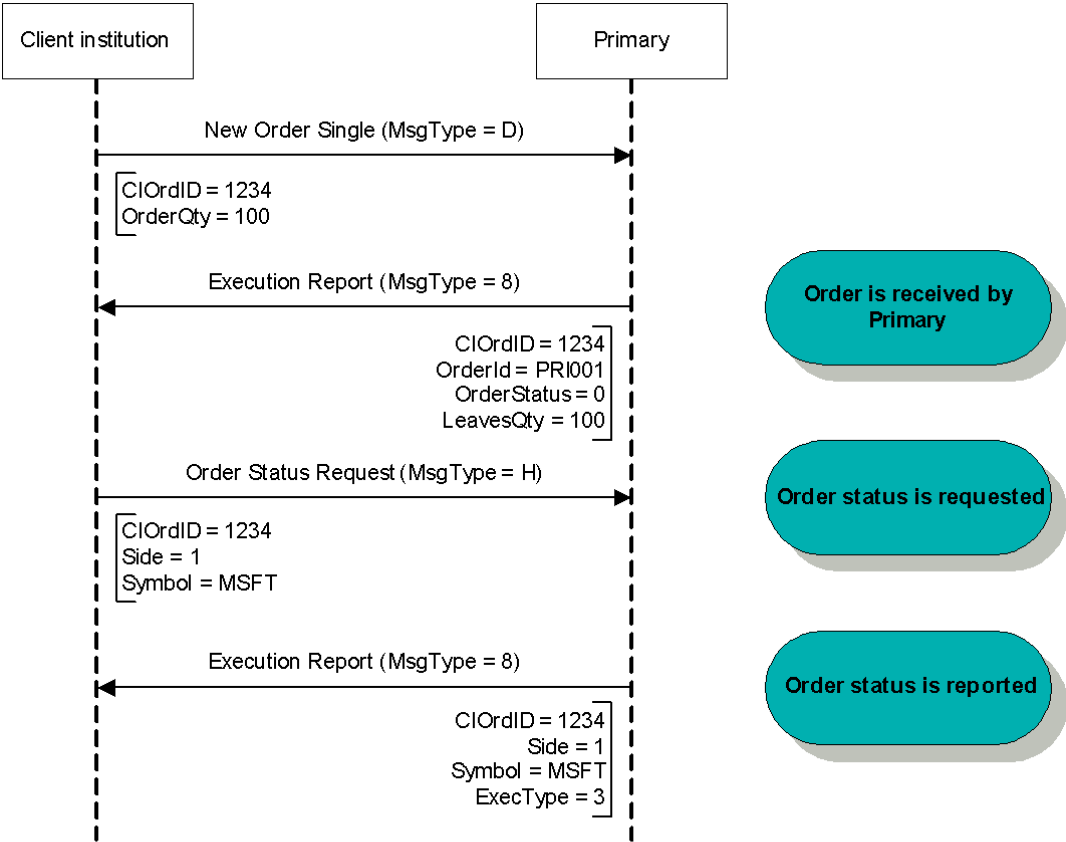 Client institution
Primary
New Order Single (MsgType = D)
ClOrdID = 1234
OrderQty = 100
Execution Report (MsgType = 8)
Order is received by
Primary
ClOrdID = 1234
OrderId = PRI001
OrderStatus = 0
LeavesQty = 100
Order Status Request (MsgType = H)
Order status is requested
ClOrdID = 1234
Side = 1
Symbol = MSFT
Execution Report (MsgType = 8)
Order status is reported
ClOrdID = 1234
Side = 1
Symbol = MSFT
ExecType = 3